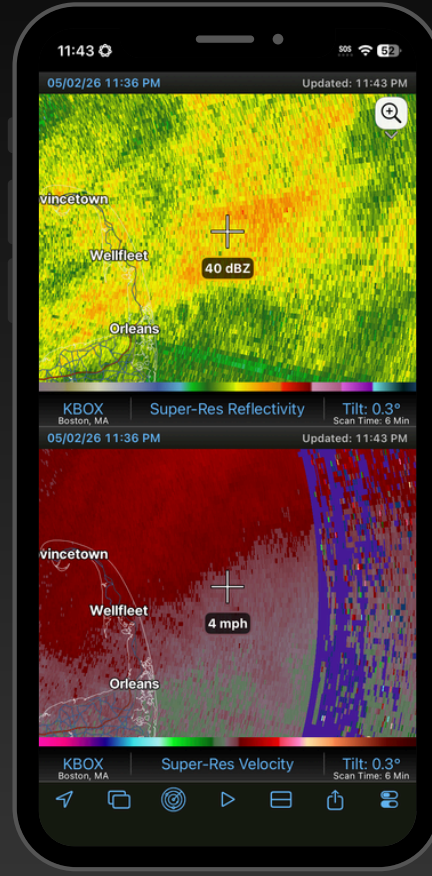 11:43
SOS 52
05/02/26 11:36 PM Updated: 11:43 PM
vincetown
Wellfleet
40 dBZ
Orleans
KBOX Super-Res Reflectivity Tilt: 0.3°
Boston, MA Scan Time: 6 Min
05/02/26 11:36 PM Updated: 11:43 PM
vincetown
Wellfleet
4 mph
Orleans
KBOX Super-Res Velocity Tilt: 0.3°
Boston, MA Scan Time: 6 Min